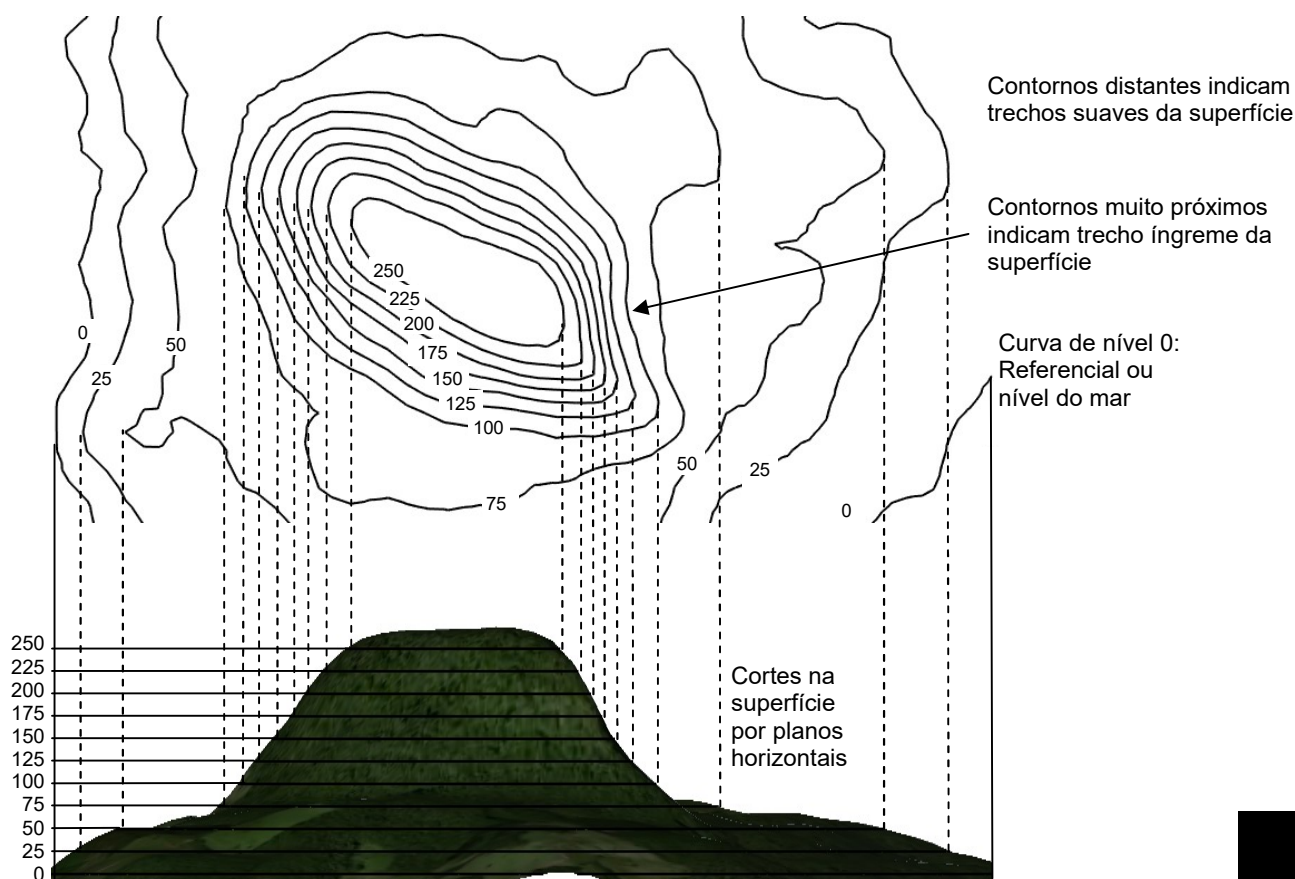 Contornos distantes indicam
trechos suaves da superfície
Contornos muito próximos
indicam trecho íngreme da
superfície
Curva de nível 0:
Referencial ou
nível do mar
0
25
50
250
225
200
175
150
125
100
75
50
25
0
Cortes na
superfície
por planos
horizontais
250
225
200
175
150
125
100
75
50
25
0